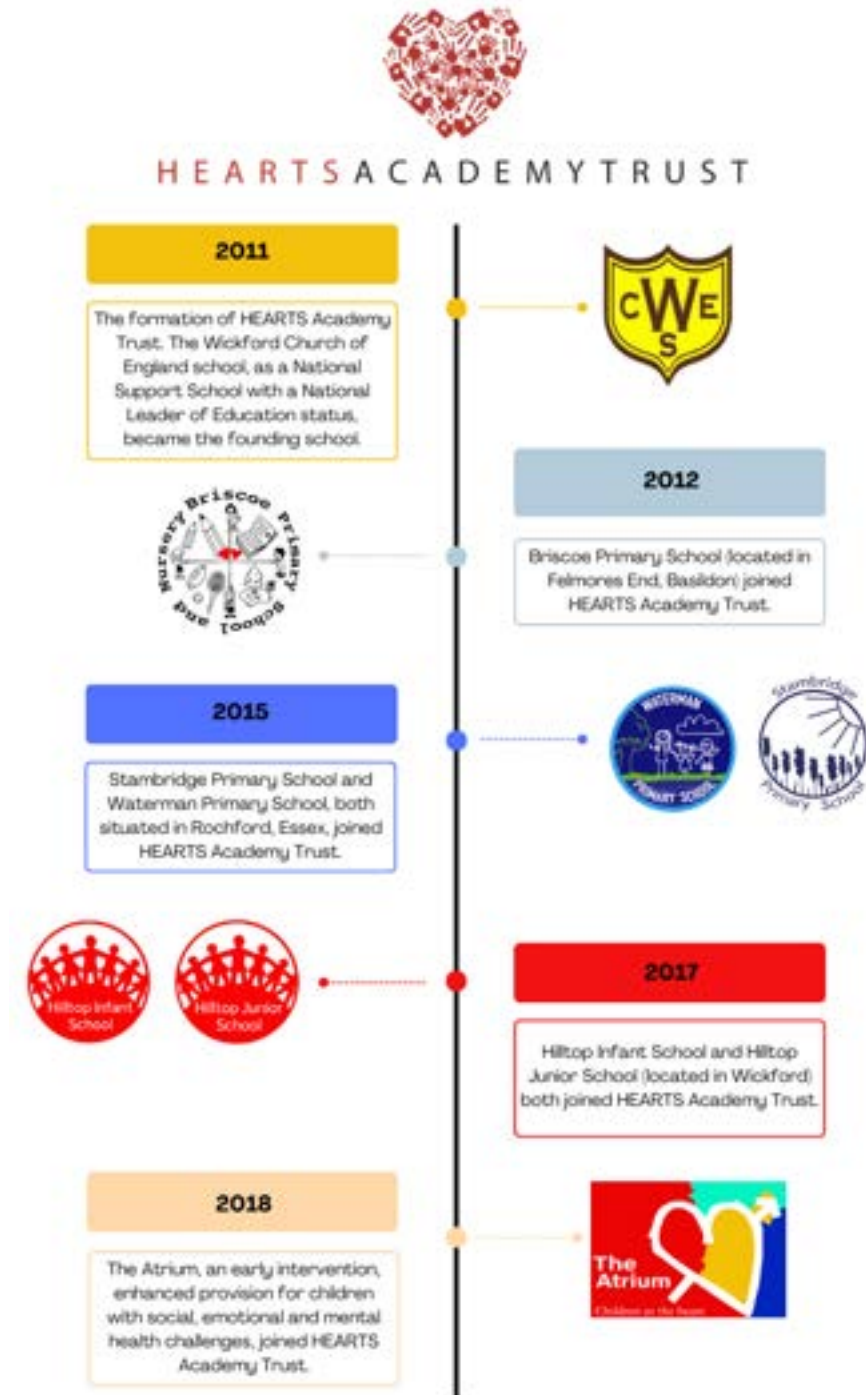 HEARTSACADEMYTRUST
2011
The formation of HEARTS Academy
Trust. The Wickford Church of
England school, as a National
Support School with a National
Leader of Education status,
became the founding school.
C W E
S
2012
Briscoe Primary School (located in
Felmores End, Basildon) joined
HEARTS Academy Trust.
Briscoe Primary School and Nursery
2015
Stambridge Primary School and
Waterman Primary School, both
situated in Rochford, Essex, joined
HEARTS Academy Trust.
WATERMAN
PRIMARY SCHOOL
Stambridge
Primary School
Hilltop Infant
School
Hilltop Junior
School
2017
Hilltop Infant School and Hilltop
Junior School (located in Wickford)
both joined HEARTS Academy Trust.
2018
The Atrium, an early intervention,
enhanced provision for children
with social, emotional and mental
health challenges, joined HEARTS
Academy Trust.
The
Atrium
Children at the heart